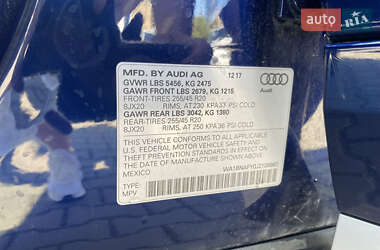 auto.ria
RIA
MFD. BY AUDI AG 12 17
GVWR LBS 5456, KG 2475
GAWR FRONT LBS 2679, KG 1215
FRONT-TIRES 255/45 R20
8JX20 RIMS, AT 230 KPA 33 PSI COLD
GAWR REAR LBS 3042, KG 1380
REAR-TIRES 255/45 R20
8JX20 RIMS, AT 250 KPA 36 PSI COLD
THIS VEHICLE CONFORMS TO ALL APPLICABLE
U.S. FEDERAL MOTOR VEHICLE SAFETY
STANDARDS IN EFFECT ON THE DATE OF
MANUFACTURE SHOWN ABOVE.
MEXICO
Audi
TYPE: MPV